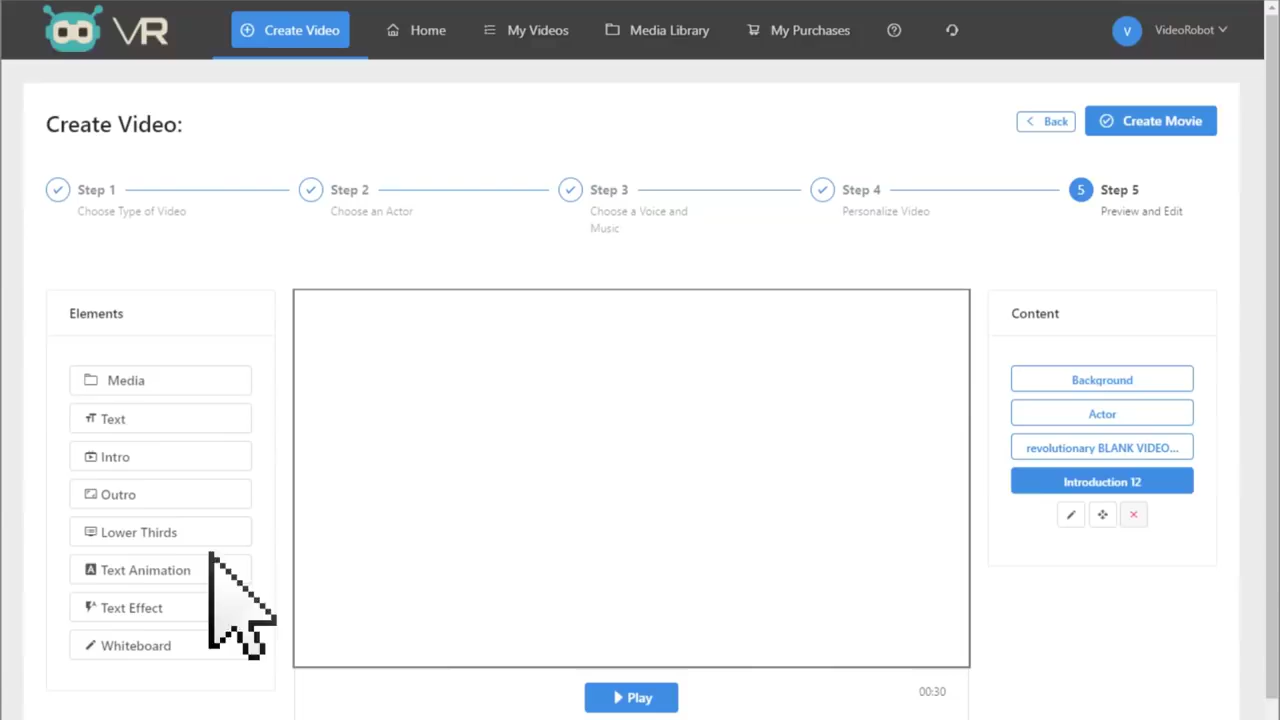 VR
Create Video
Home
My Videos
Media Library
My Purchases
V
VideoRobot
Create Video:
Back
Create Movie
Step 1
Choose Type of Video
Step 2
Choose an Actor
Step 3
Choose a Voice and
Music
Step 4
Personalize Video
5
Step 5
Preview and Edit
Elements
Media
Text
Intro
Outro
Lower Thirds
Text Animation
Text Effect
Whiteboard
Play
00:30
Content
Background
Actor
revolutionary BLANK VIDEO...
Introduction 12